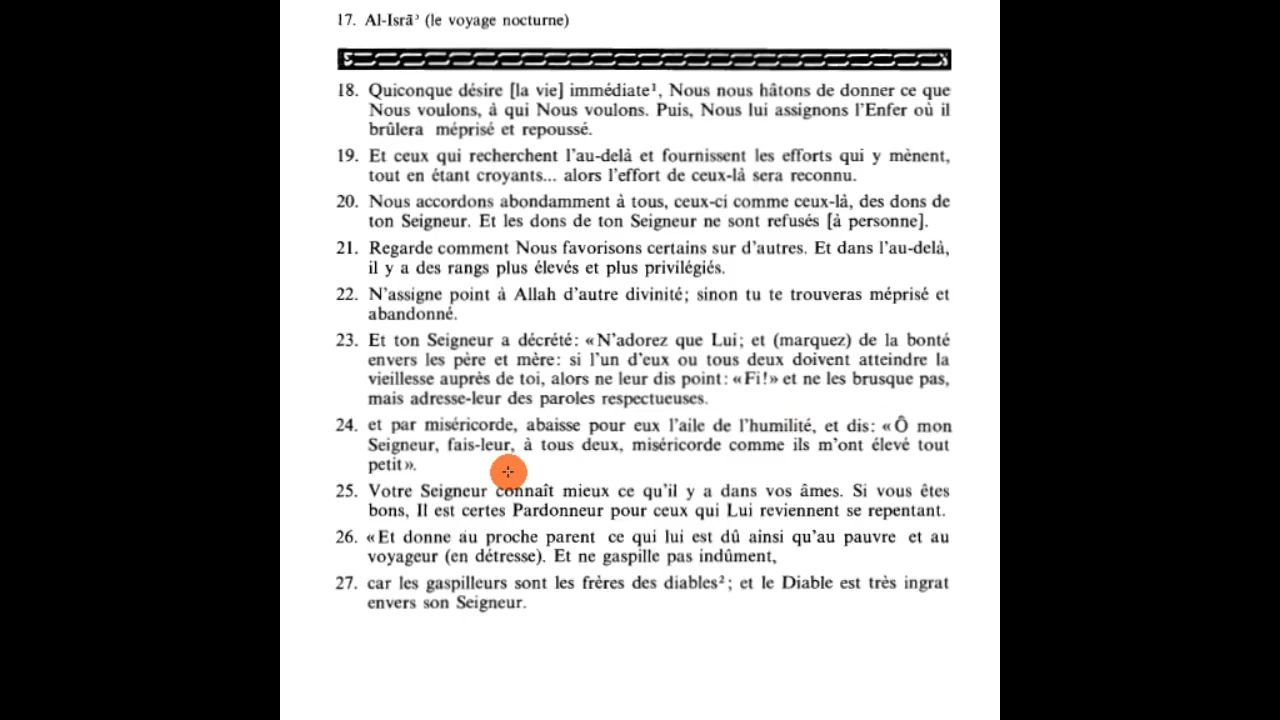 17. Al-Isrāʾ (le voyage nocturne)
18. Quiconque désire [la vie] immédiate¹, Nous nous hâtons de donner ce que
Nous voulons, à qui Nous voulons. Puis, Nous lui assignons l'Enfer où il
brûlera méprisé et repoussé.
19. Et ceux qui recherchent l'au-delà et fournissent les efforts qui y mènent,
tout en étant croyants... alors l'effort de ceux-là sera reconnu.
20. Nous accordons abondamment à tous, ceux-ci comme ceux-là, des dons de
ton Seigneur. Et les dons de ton Seigneur ne sont refusés [à personne].
21. Regarde comment Nous favorisons certains sur d'autres. Et dans l'au-delà,
il y a des rangs plus élevés et plus privilégiés.
22. N'assigne point à Allah d'autre divinité; sinon tu te trouveras méprisé et
abandonné.
23. Et ton Seigneur a décrété: «N'adorez que Lui; et (marquez) de la bonté
envers les père et mère: si l'un d'eux ou tous deux doivent atteindre la
vieillesse auprès de toi, alors ne leur dis point: «Fi!» et ne les brusque pas,
mais adresse-leur des paroles respectueuses.
24. et par miséricorde, abaisse pour eux l'aile de l'humilité, et dis: «Ô mon
Seigneur, fais-leur, à tous deux, miséricorde comme ils m'ont élevé tout
petit».
25. Votre Seigneur connaît mieux ce qu'il y a dans vos âmes. Si vous êtes
bons, Il est certes Pardonneur pour ceux qui Lui reviennent se repentant.
26. «Et donne au proche parent ce qui lui est dû ainsi qu'au pauvre et au
voyageur (en détresse). Et ne gaspille pas indûment,
27. car les gaspilleurs sont les frères des diables²; et le Diable est très ingrat
envers son Seigneur.